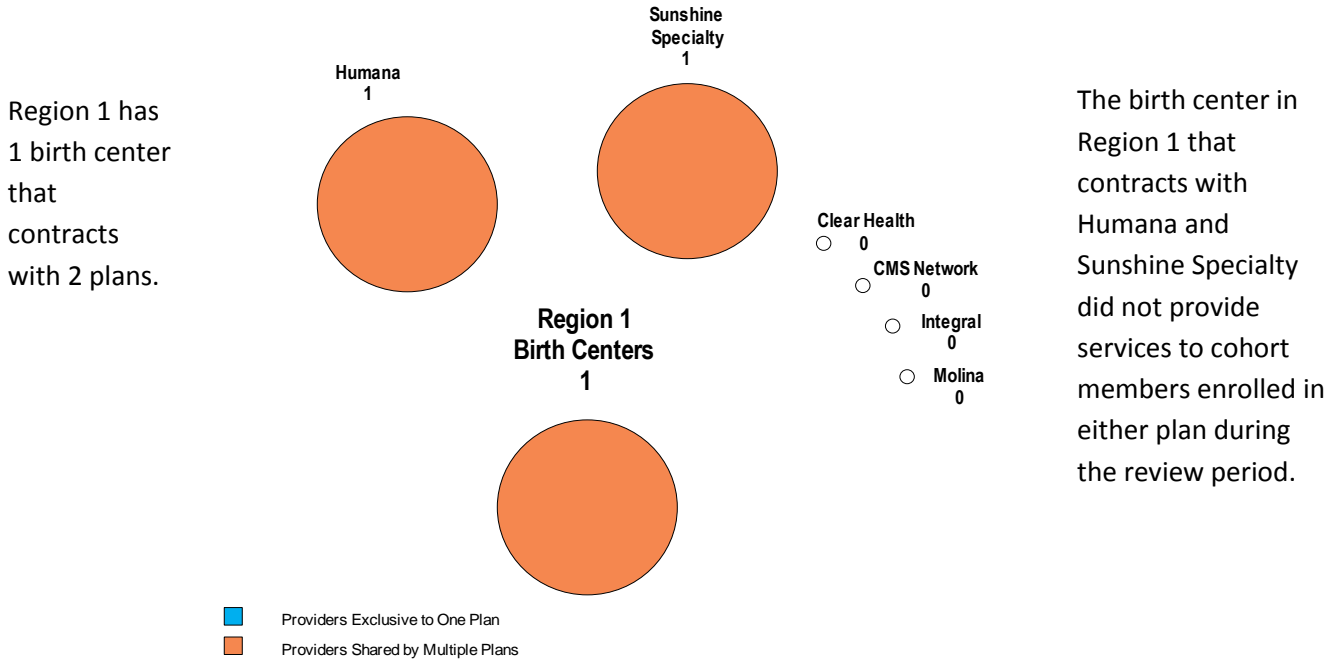 Region 1 has
1 birth center
that
contracts
with 2 plans.
Humana
1
Sunshine
Specialty
1
Clear Health
0
CMS Network
0
Integral
0
Molina
0
Region 1
Birth Centers
1
The birth center in
Region 1 that
contracts with
Humana and
Sunshine Specialty
did not provide
services to cohort
members enrolled in
either plan during
the review period.
Providers Exclusive to One Plan
Providers Shared by Multiple Plans